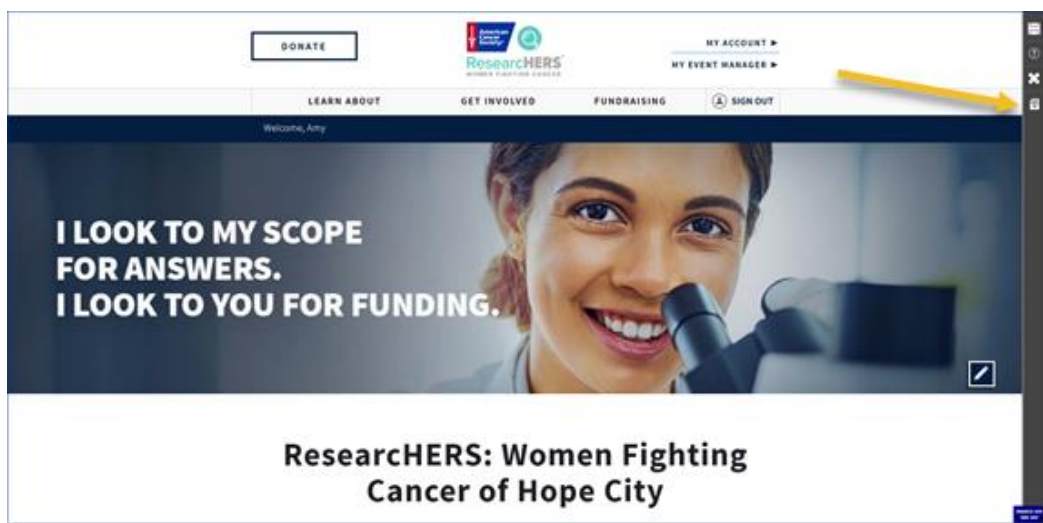 DONATE
American
Cancer
Society
ResearcHERS
WOMEN FIGHTING CANCER
MY ACCOUNT ►
MY EVENT MANAGER ►
LEARN ABOUT
GET INVOLVED
FUNDRAISING
SIGN OUT
Welcome, Amy
I LOOK TO MY SCOPE
FOR ANSWERS.
I LOOK TO YOU FOR FUNDING.
ResearcHERS: Women Fighting
Cancer of Hope City